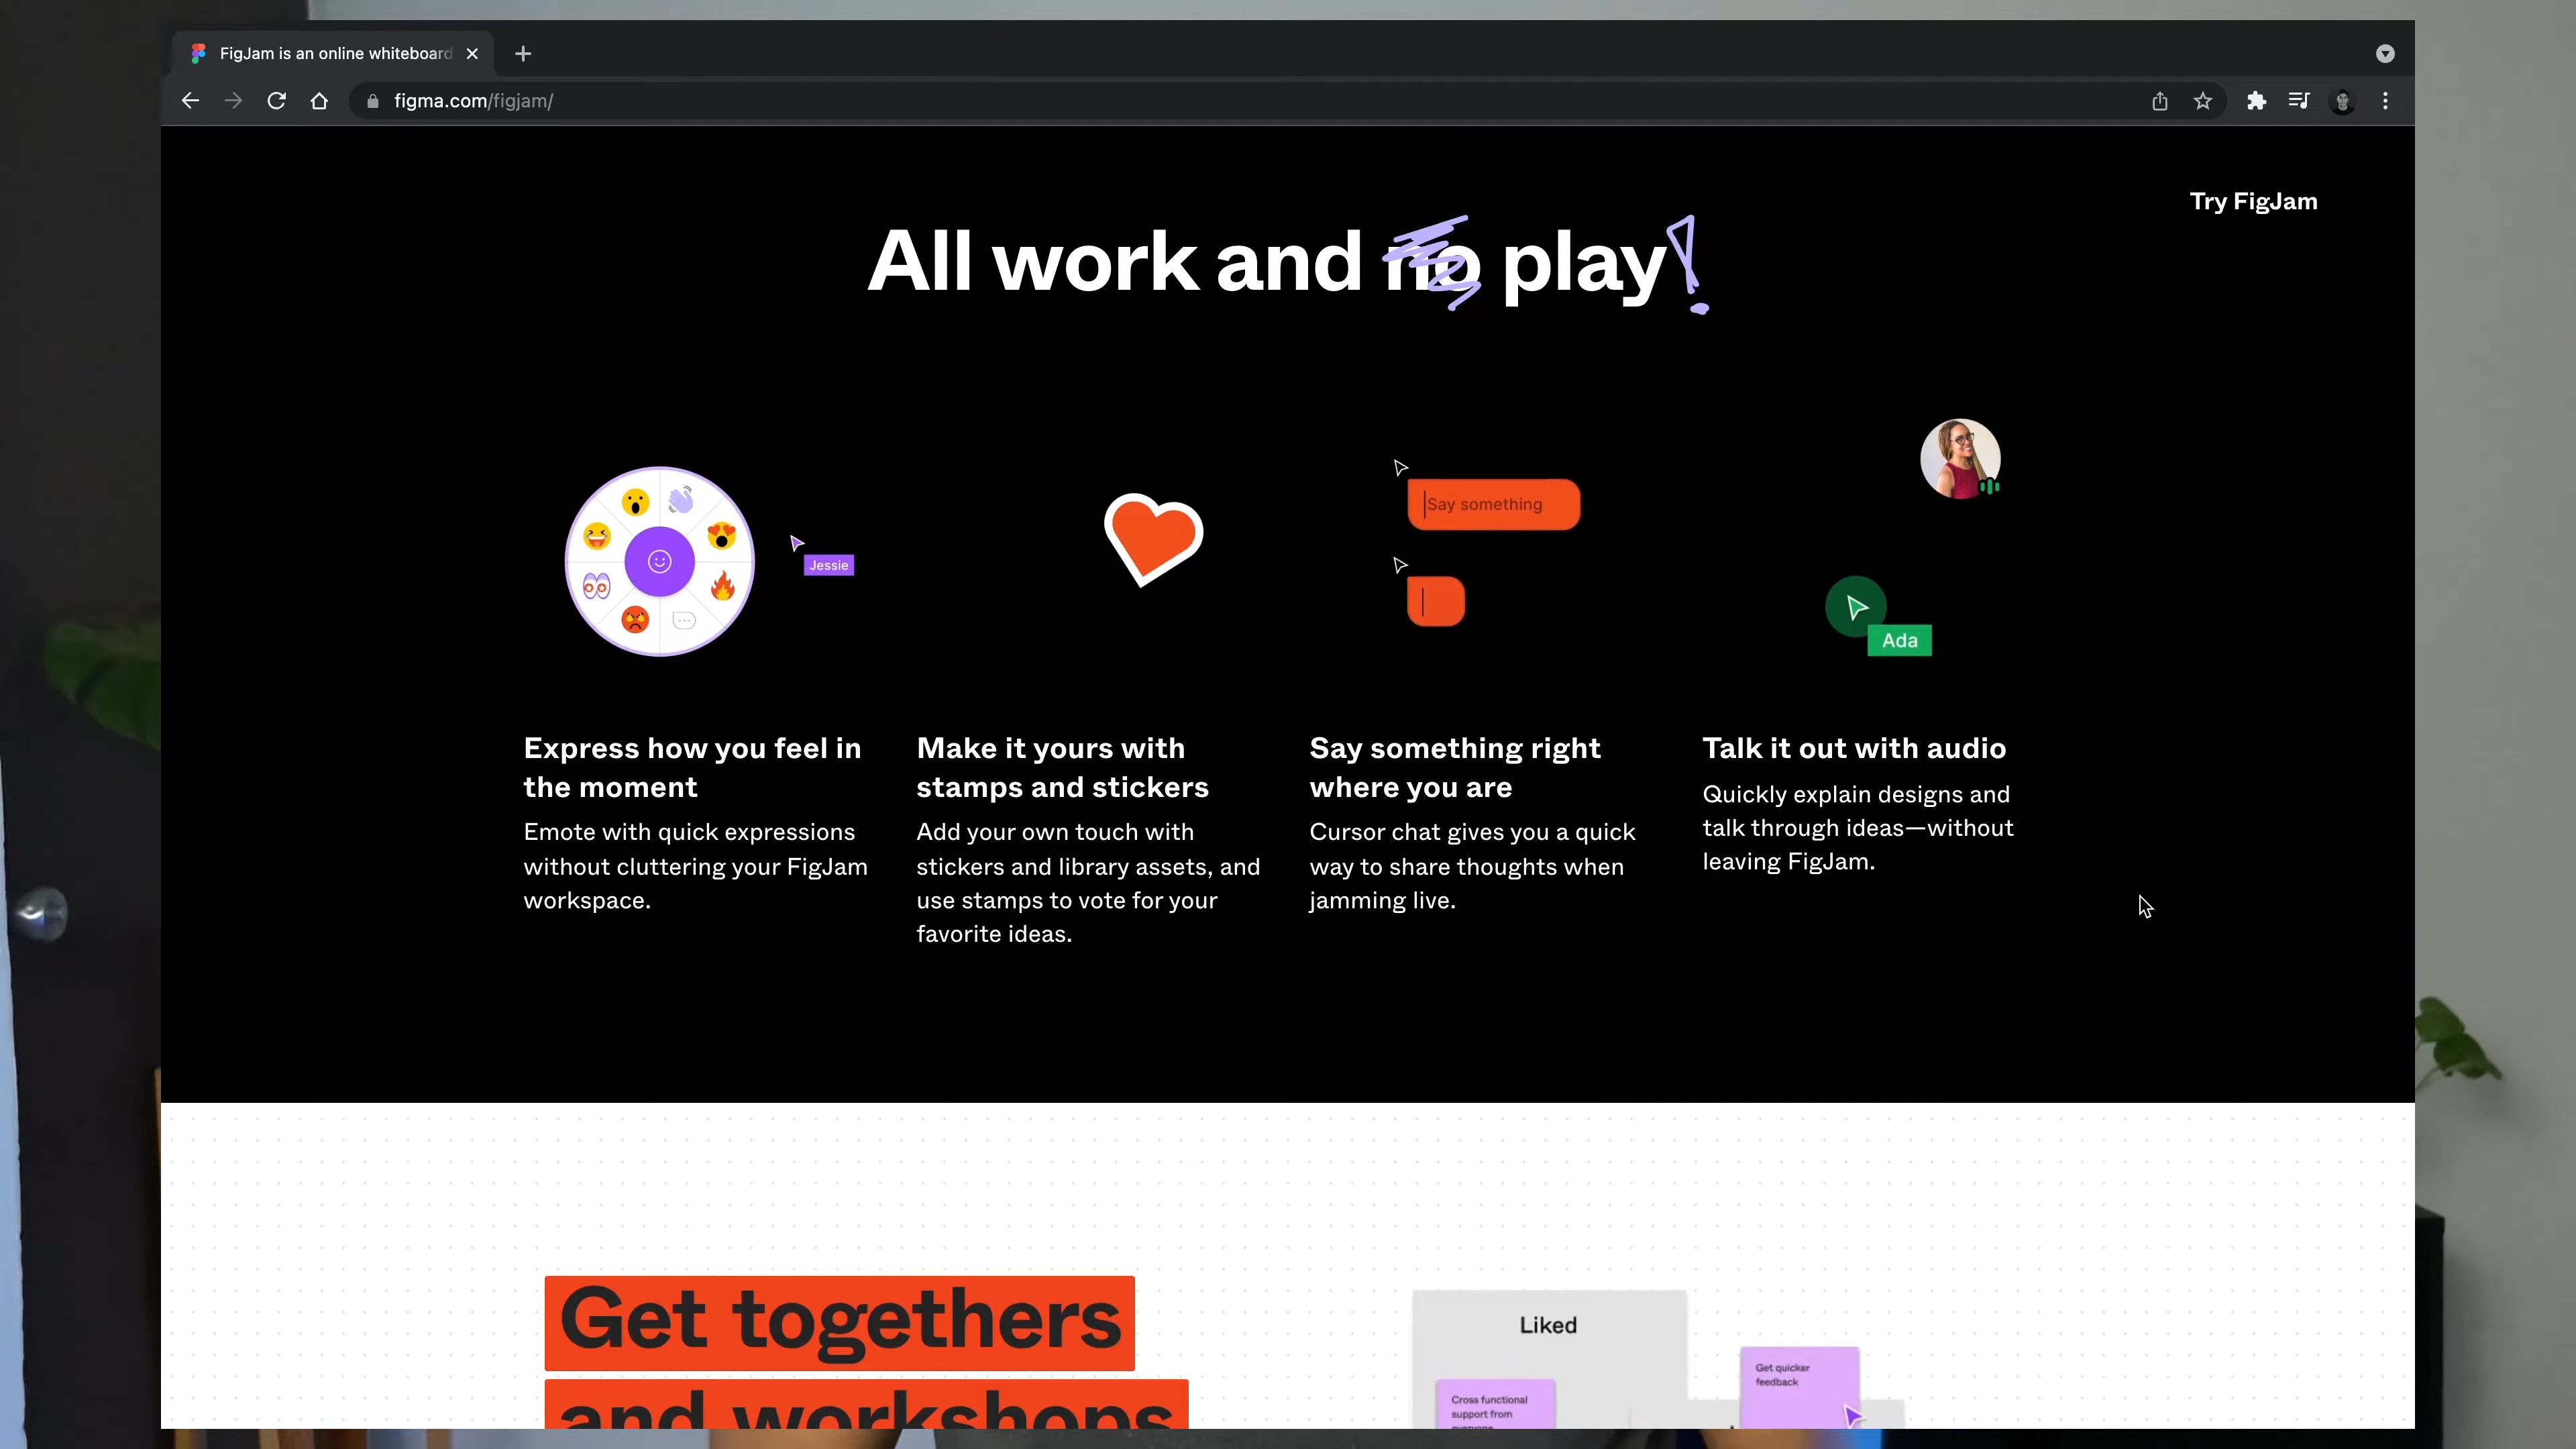 FigJam is an online whiteboard
figma.com/figjam/
Try FigJam
All work and no play!
Jessie
Say something
Ada
Express how you feel in
the moment
Emote with quick expressions
without cluttering your FigJam
workspace.
Make it yours with
stamps and stickers
Add your own touch with
stickers and library assets, and
use stamps to vote for your
favorite ideas.
Say something right
where you are
Cursor chat gives you a quick
way to share thoughts when
jamming live.
Talk it out with audio
Quickly explain designs and
talk through ideas—without
leaving FigJam.
Get togethers
and workshops
Liked
Cross functional
support from
everyone
Get quicker
feedback